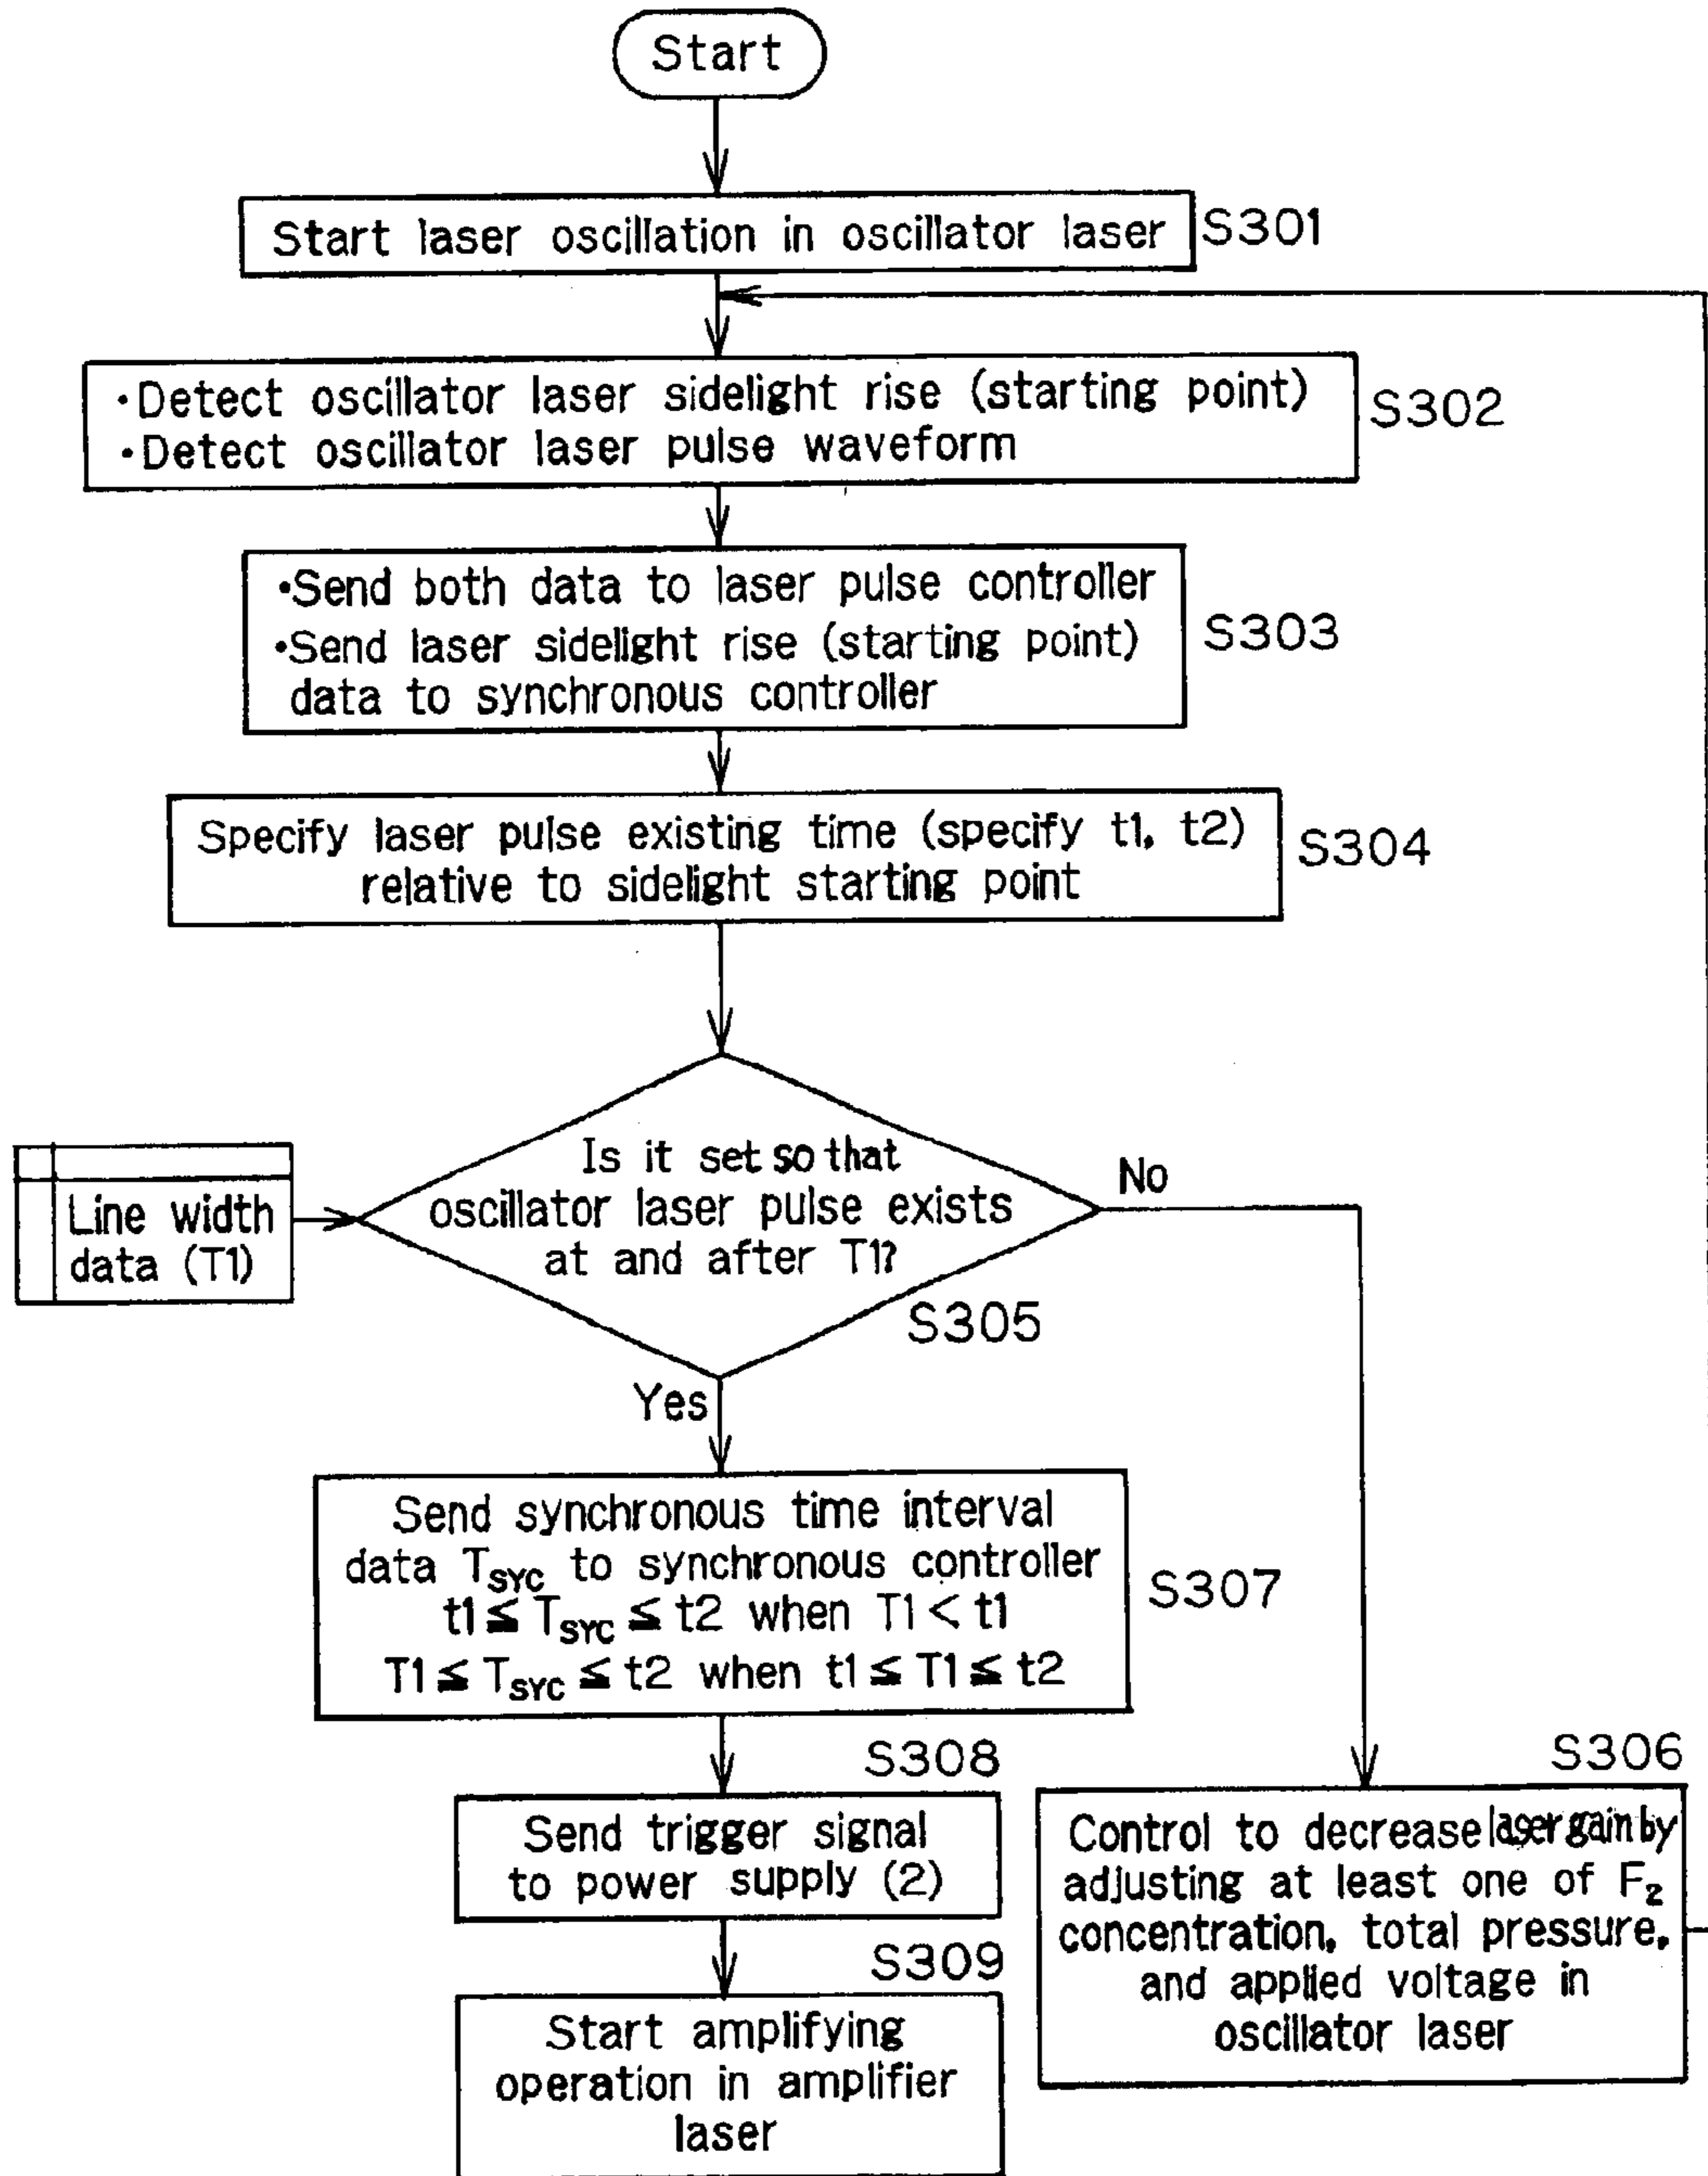 Start
Start laser oscillation in oscillator laser
S301
·Detect oscillator laser sidelight rise (starting point)
·Detect oscillator laser pulse waveform
S302
·Send both data to laser pulse controller
·Send laser sidelight rise (starting point)
data to synchronous controller
S303
Specify laser pulse existing time (specify t1, t2)
relative to sidelight starting point
S304
Line width
data (T1)
Is it set so that
oscillator laser pulse exists
at and after T1?
S305
No
Yes
Send synchronous time interval
data T_SYC to synchronous controller
t1 ≦ T_SYC ≦ t2 when T1 < t1
T1 ≦ T_SYC ≦ t2 when t1 ≦ T1 ≦ t2
S307
S308
Send trigger signal
to power supply (2)
S309
Start amplifying
operation in amplifier
laser
S306
Control to decrease laser gain by
adjusting at least one of F₂
concentration, total pressure,
and applied voltage in
oscillator laser